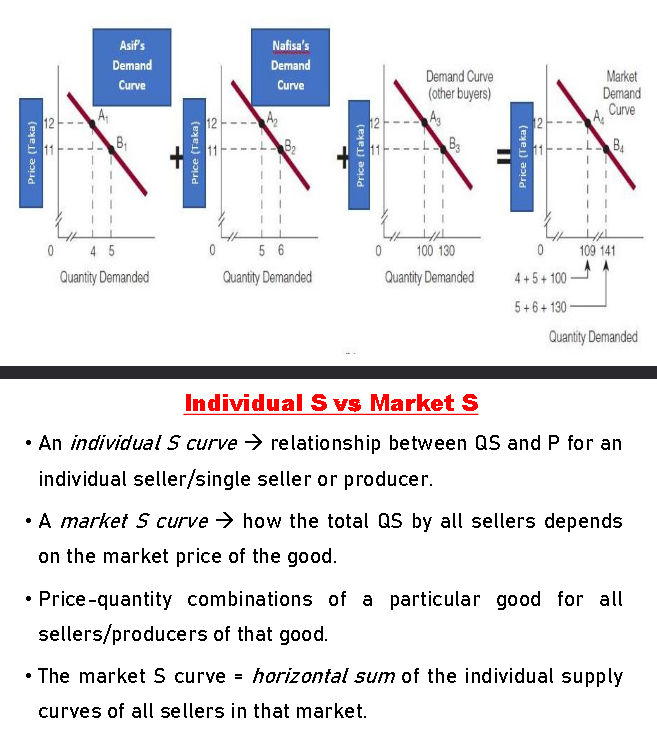 Asif's
Demand
Curve
Price (Taka)
12
11
A1
B1
0
4 5
Quantity Demanded
+
Nafisa's
Demand
Curve
Price (Taka)
12
11
A2
B2
0
5 6
Quantity Demanded
+
Demand Curve
(other buyers)
Price (Taka)
12
11
A3
B3
0
100 130
Quantity Demanded
=
Market
Demand
Curve
Price (Taka)
12
11
A4
B4
0
109 141
4 + 5 + 100
5 + 6 + 130
Quantity Demanded
Individual S vs Market S
• An individual S curve → relationship between QS and P for an
individual seller/single seller or producer.
• A market S curve → how the total QS by all sellers depends
on the market price of the good.
• Price-quantity combinations of a particular good for all
sellers/producers of that good.
• The market S curve = horizontal sum of the individual supply
curves of all sellers in that market.